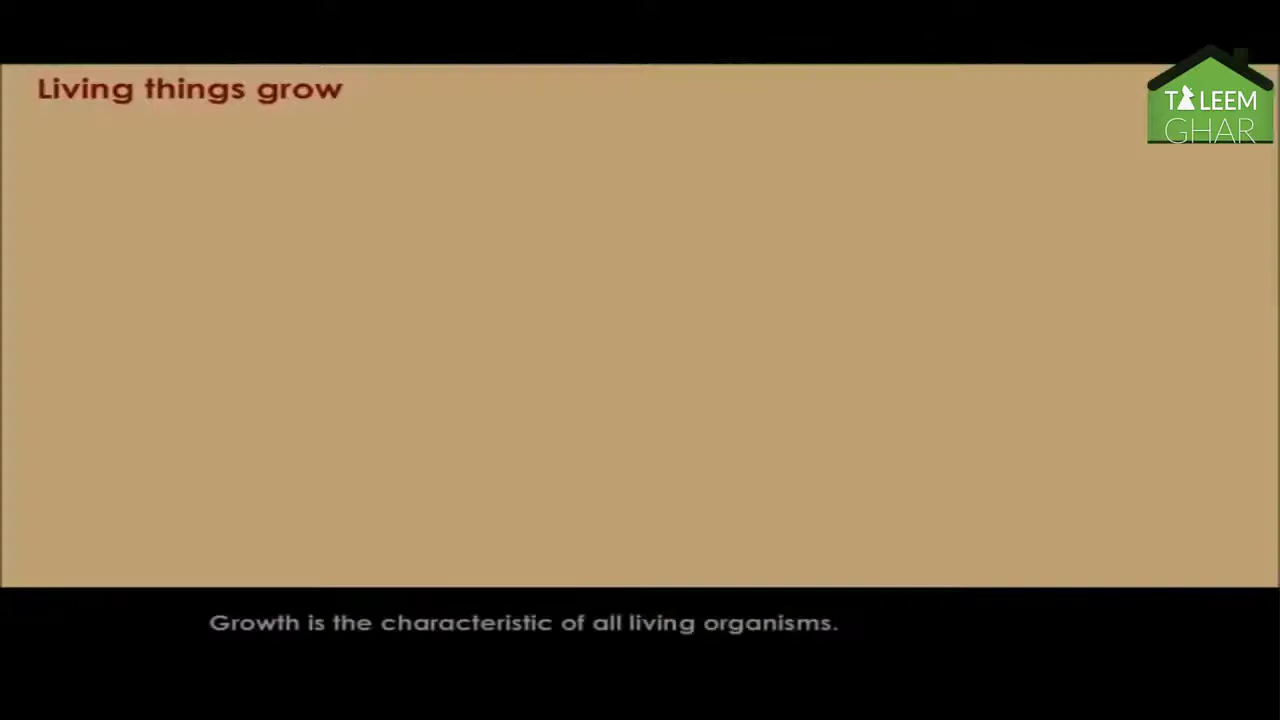 Living things grow
TALEEM
GHAR
Growth is the characteristic of all living organisms.